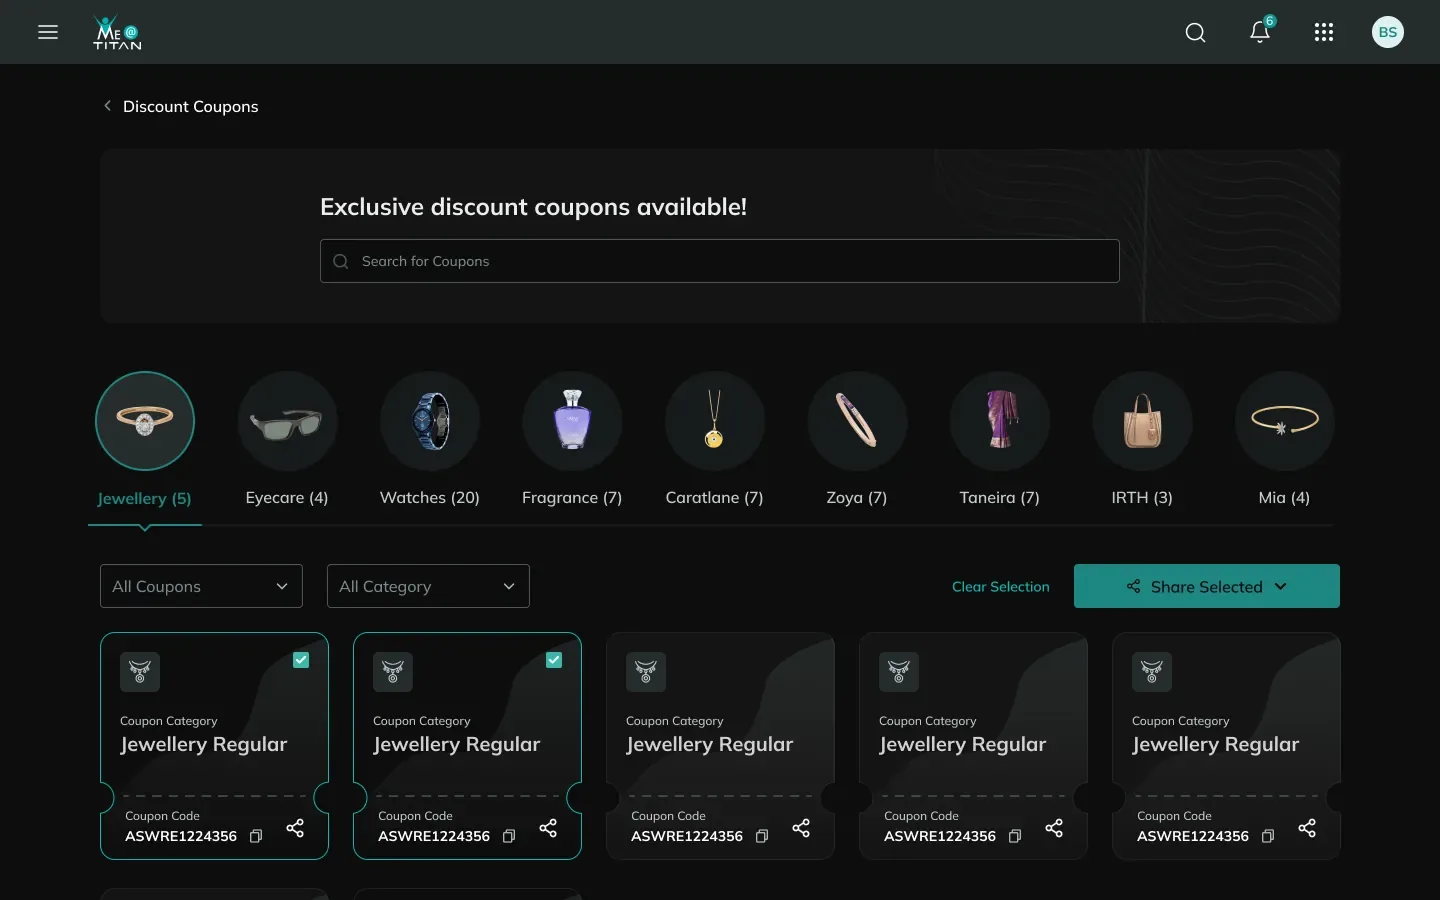 ME@
TITAN
6
BS
Discount Coupons
Exclusive discount coupons available!
Search for Coupons
Jewellery (5)
Eyecare (4)
Watches (20)
Fragrance (7)
Caratlane (7)
Zoya (7)
Taneira (7)
IRTH (3)
Mia (4)
All Coupons
All Category
Clear Selection
Share Selected
Coupon Category
Jewellery Regular
Coupon Code
ASWRE1224356
Coupon Category
Jewellery Regular
Coupon Code
ASWRE1224356
Coupon Category
Jewellery Regular
Coupon Code
ASWRE1224356
Coupon Category
Jewellery Regular
Coupon Code
ASWRE1224356
Coupon Category
Jewellery Regular
Coupon Code
ASWRE1224356